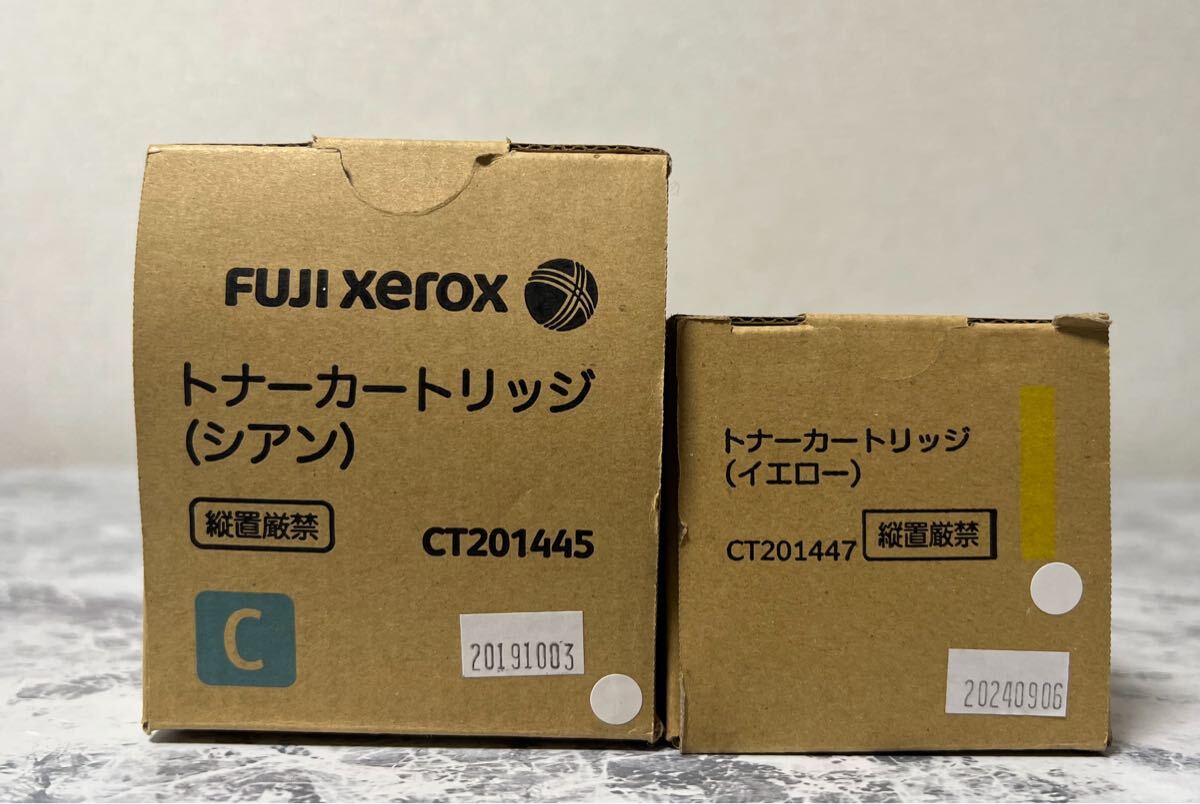 FUJI xerox
トナーカートリッジ
(シアン)
縦置厳禁
CT201445
C
20191003
トナーカートリッジ
(イエロー)
CT201447
縦置厳禁
20240906